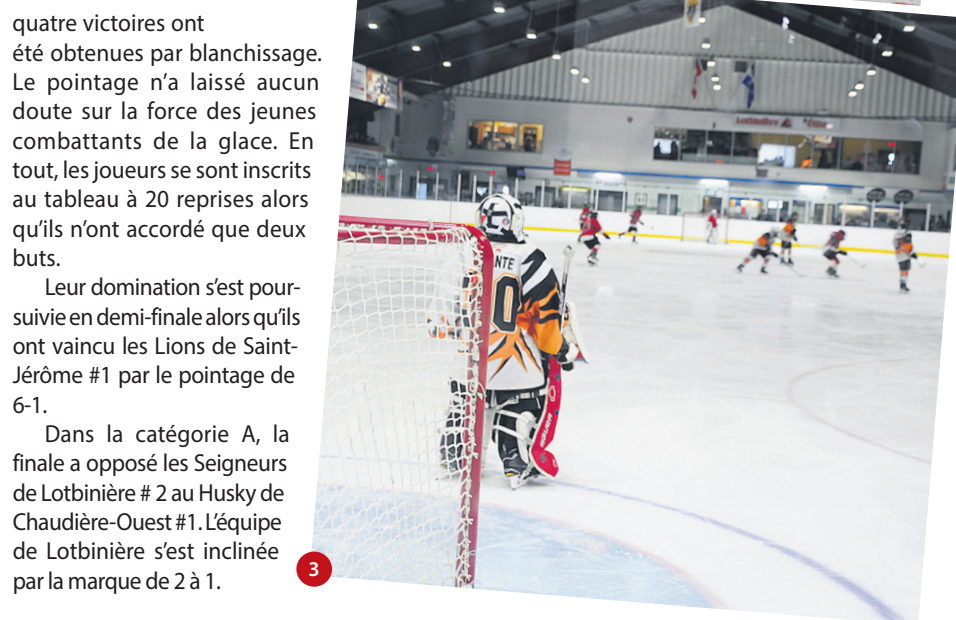 quatre victoires ont
été obtenues par blanchissage.
Le pointage n'a laissé aucun
doute sur la force des jeunes
combattants de la glace. En
tout, les joueurs se sont inscrits
au tableau à 20 reprises alors
qu'ils n'ont accordé que deux
buts.
Leur domination s'est pour-
suivie en demi-finale alors qu'ils
ont vaincu les Lions de Saint-
Jérôme #1 par le pointage de
6-1.
Dans la catégorie A, la
finale a opposé les Seigneurs
de Lotbinière # 2 au Husky de
Chaudière-Ouest #1. L'équipe
de Lotbinière s'est inclinée
par la marque de 2 à 1.
Lotbinière
NTE
0
3